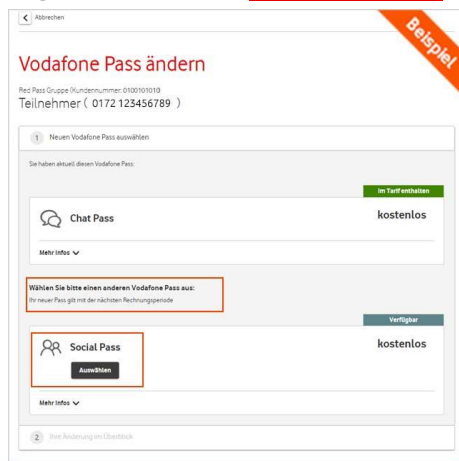 Abbrechen
Beispiel
Vodafone Pass ändern
Red Pass Gruppe (Kundennummer: 0100101010)
Teilnehmer ( 0172 123456789 )
1 Neuen Vodafone Pass auswählen
Sie haben aktuell diesen Vodafone Pass:
Im Tarif enthalten
Chat Pass kostenlos
Mehr Infos
Wählen Sie bitte einen anderen Vodafone Pass aus:
Ihr neuer Pass gilt mit der nächsten Rechnungsperiode
Verfügbar
Social Pass kostenlos
Auswählen
Mehr Infos
2 Ihre Änderung im Überblick